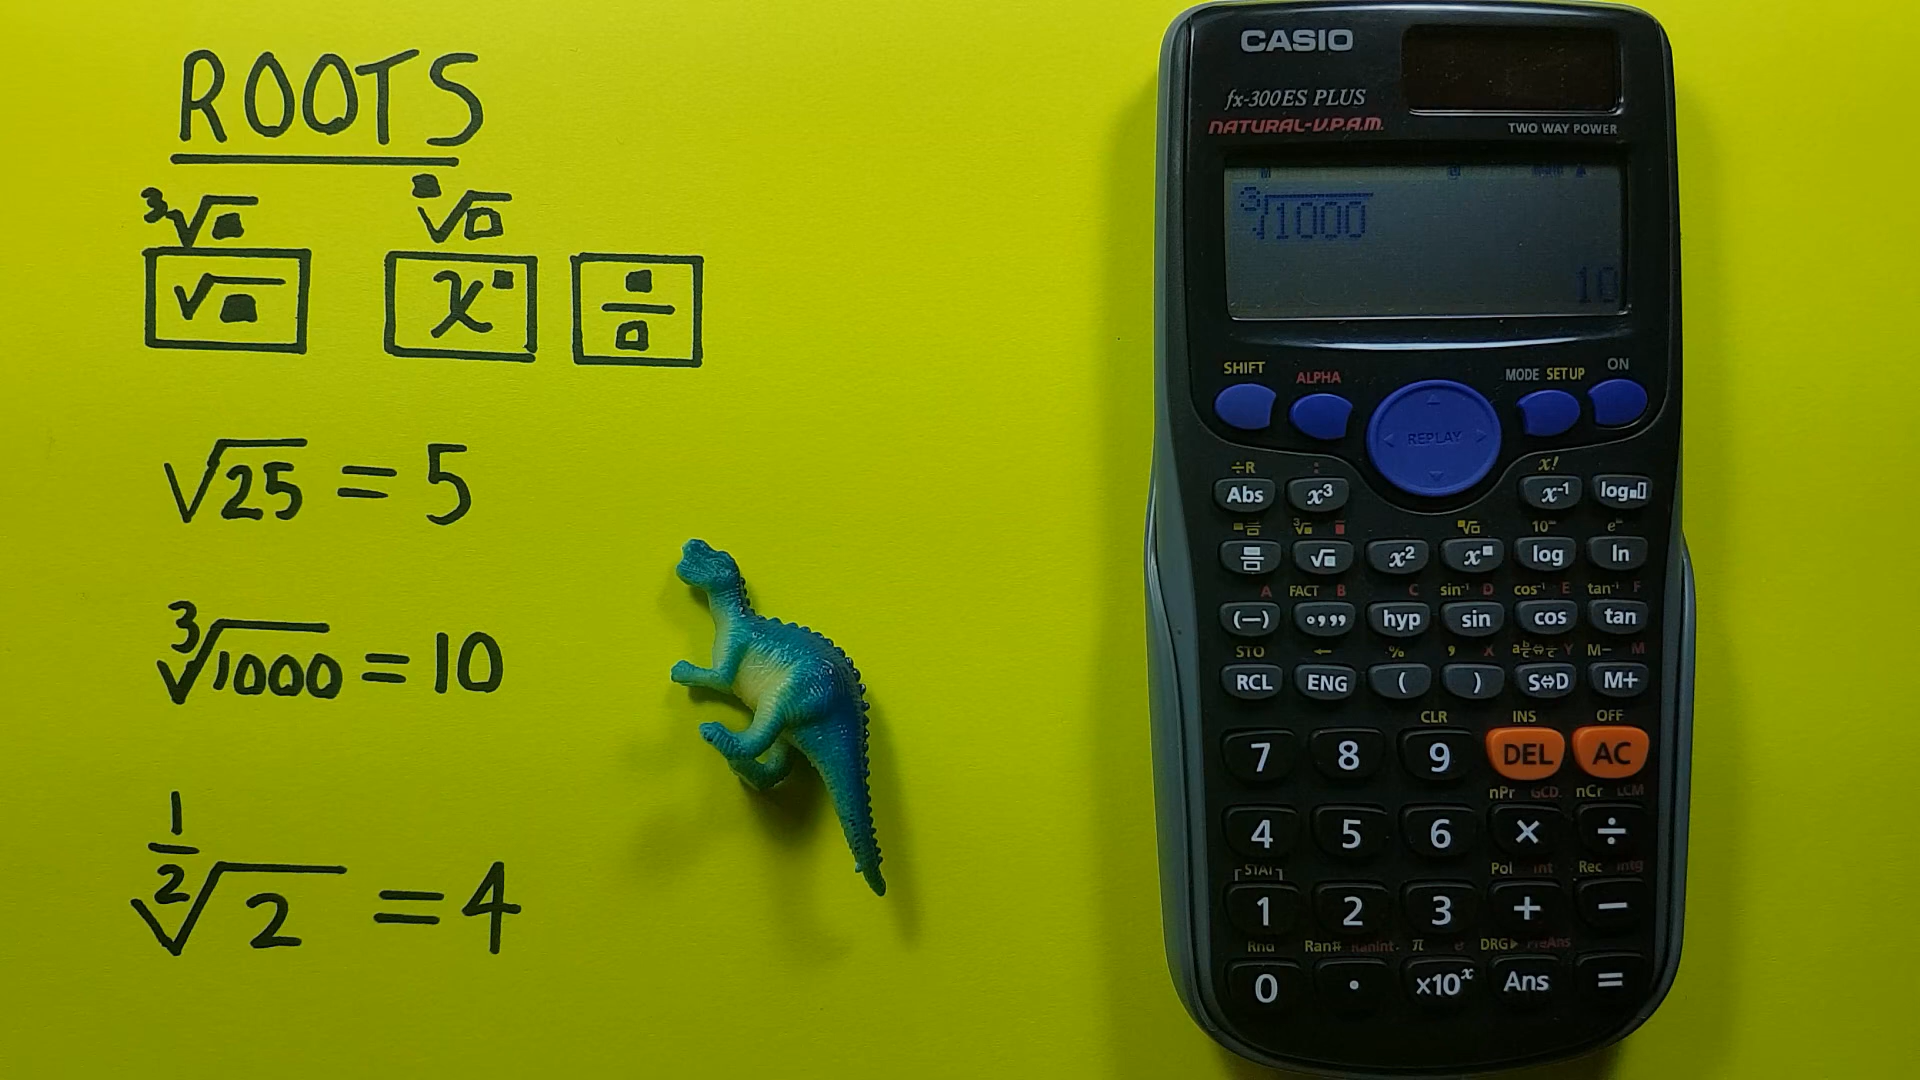 ROOTS
³√▪ ▪√□
√▪ x▪ ▪/□
√25 = 5
³√1000 = 10
½√2 = 4
CASIO
fx-300ES PLUS
NATURAL-V.P.A.M.
TWO WAY POWER
³√1000
10
SHIFT ALPHA MODE SETUP ON
REPLAY
÷R : x!
Abs x³ x⁻¹ log▪□
▪▪/□ ³√▪ ▪√□ 10▪ e▪
▪/□ √▪ x² x▪ log ln
A FACT B C sin⁻¹ D cos⁻¹ E tan⁻¹ F
(—) °,,, hyp sin cos tan
STO ← % , X a b/c⇔d/c Y M− M
RCL ENG ( ) S⇔D M+
CLR INS OFF
7 8 9 DEL AC
nPr GCD nCr LCM
4 5 6 × ÷
STAT Pol Int Rec Intg
1 2 3 + −
Rnd Ran# RanInt π e DRG▶ PreAns
0 . ×10ˣ Ans =